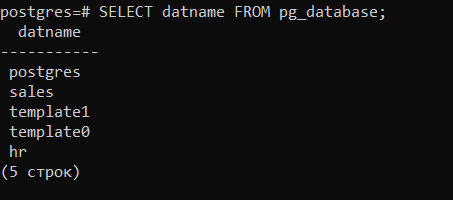 postgres=# SELECT datname FROM pg_database;
datname
-----------
postgres
sales
template1
template0
hr
(5 строк)